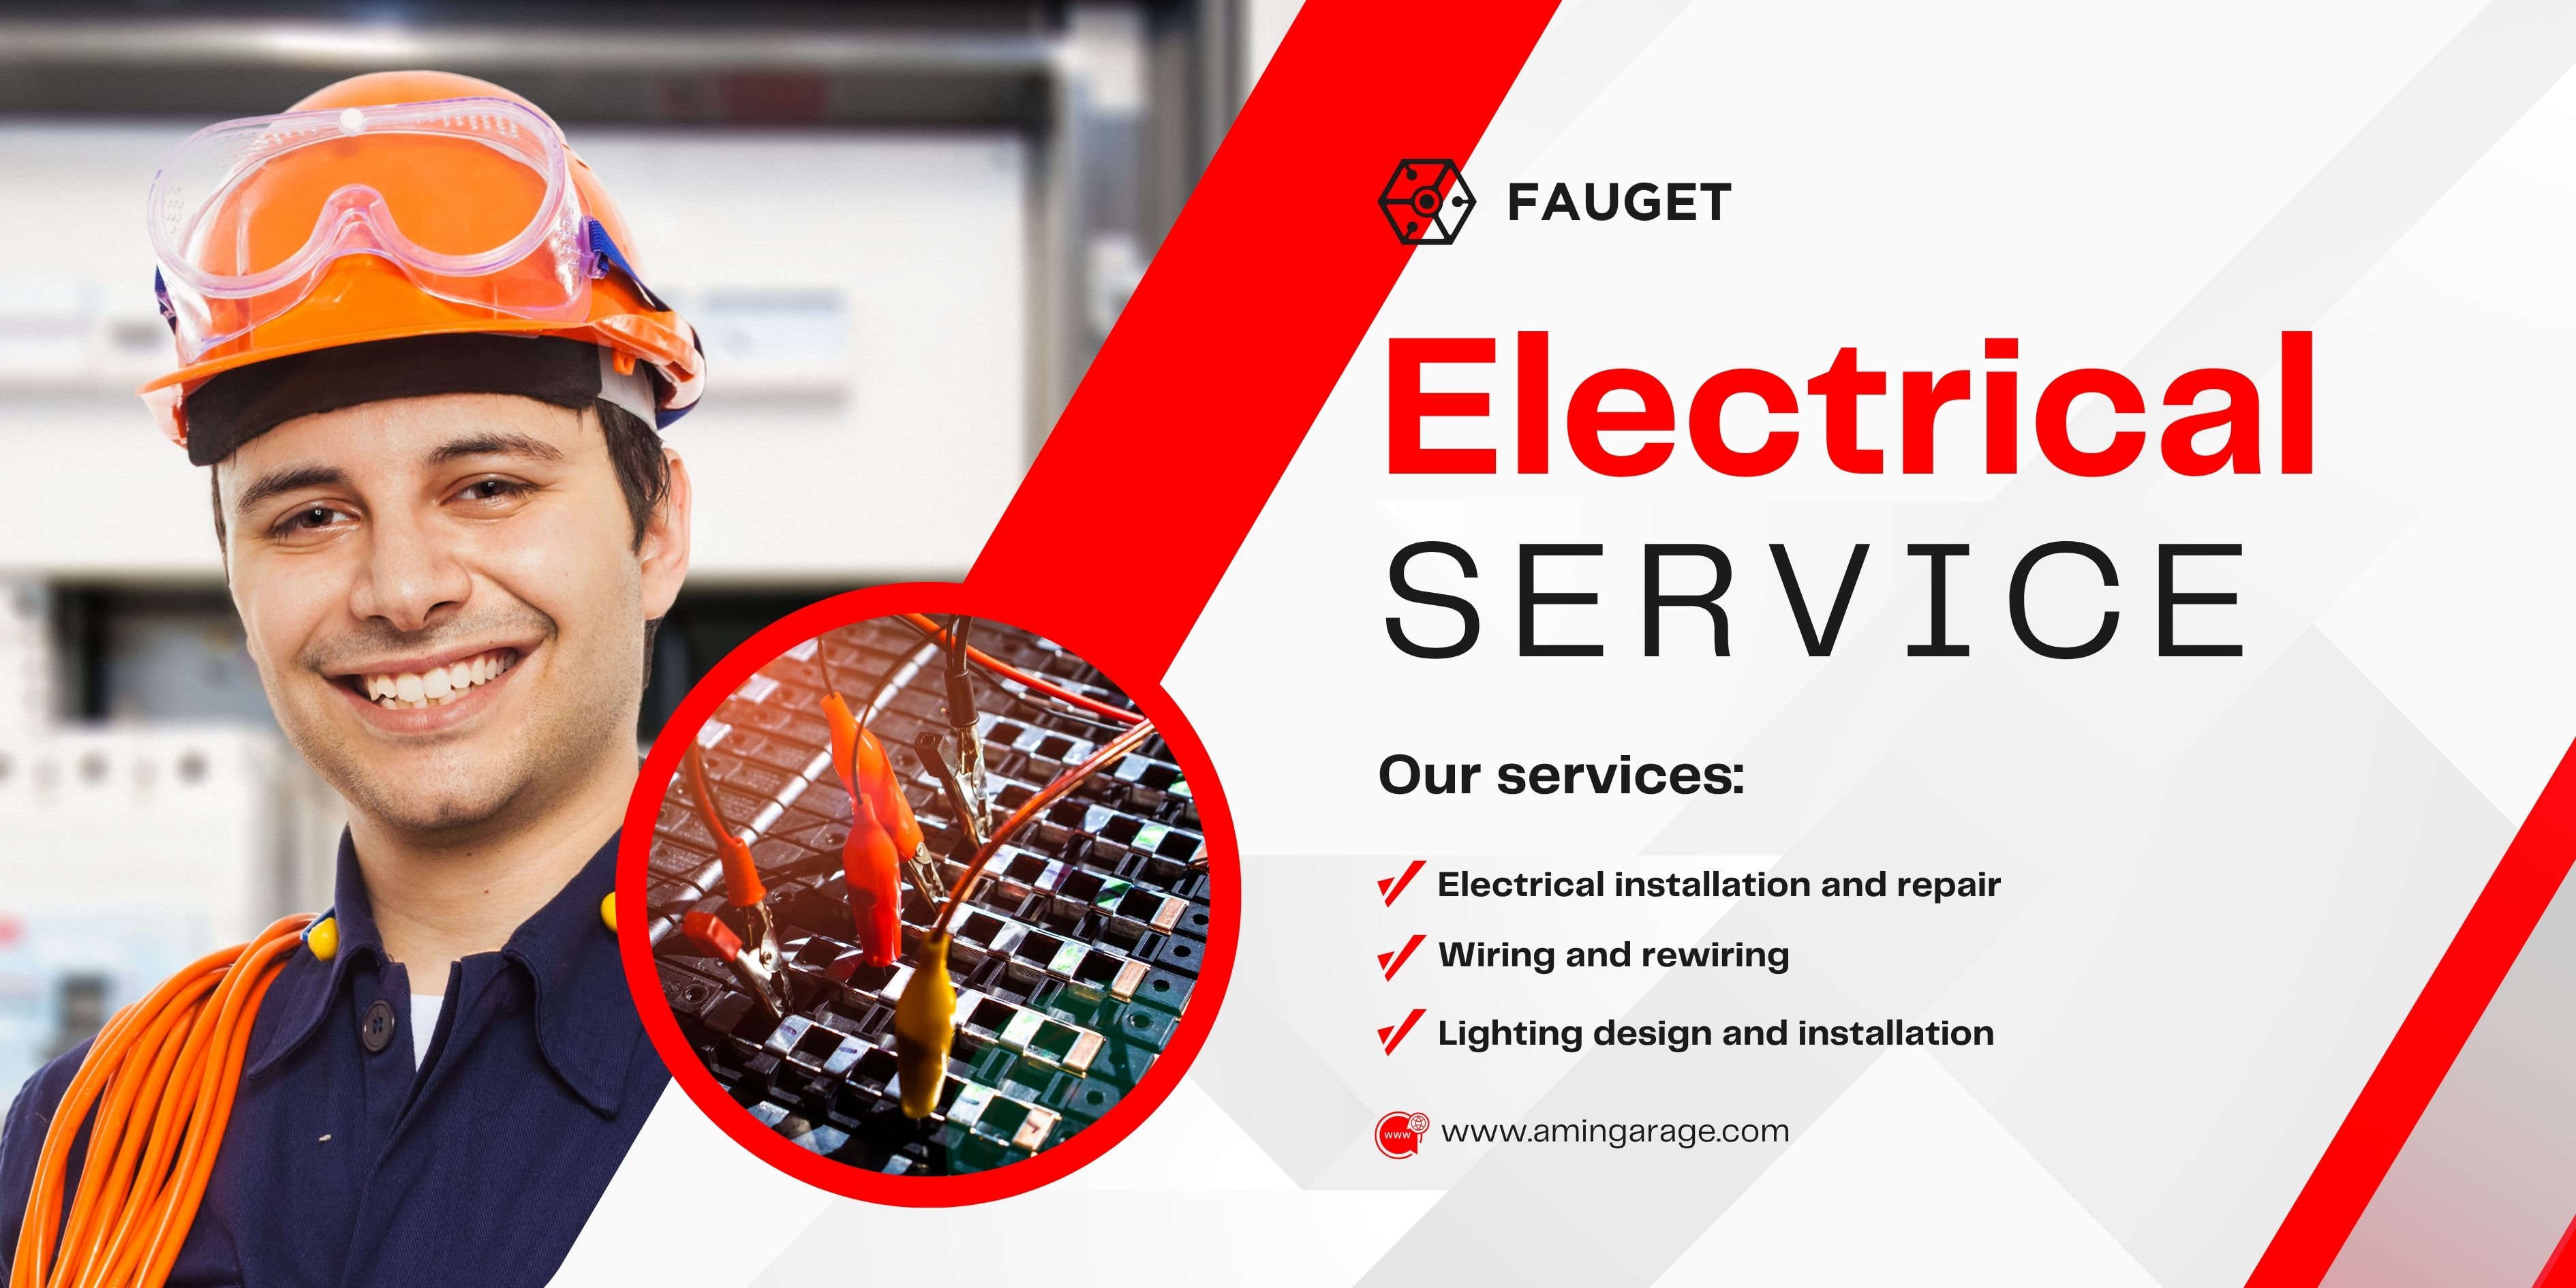 FAUGET
Electrical
SERVICE
Our services:
Electrical installation and repair
Wiring and rewiring
Lighting design and installation
www
www.amingarage.com